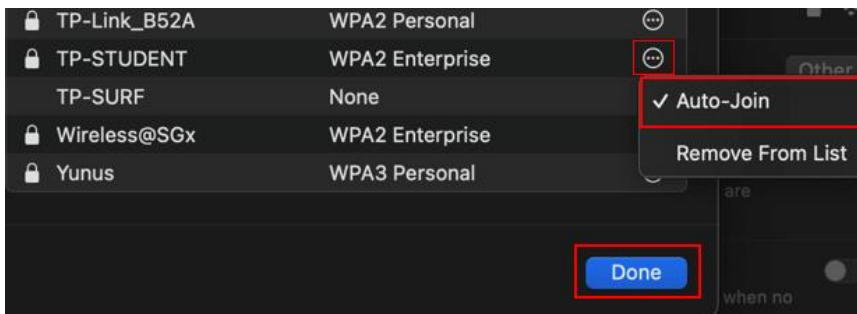 TP-Link_B52A WPA2 Personal
TP-STUDENT WPA2 Enterprise
Other
TP-SURF None
✓ Auto-Join
Wireless@SGx WPA2 Enterprise
Remove From List
Yunus WPA3 Personal
are
Done
when no